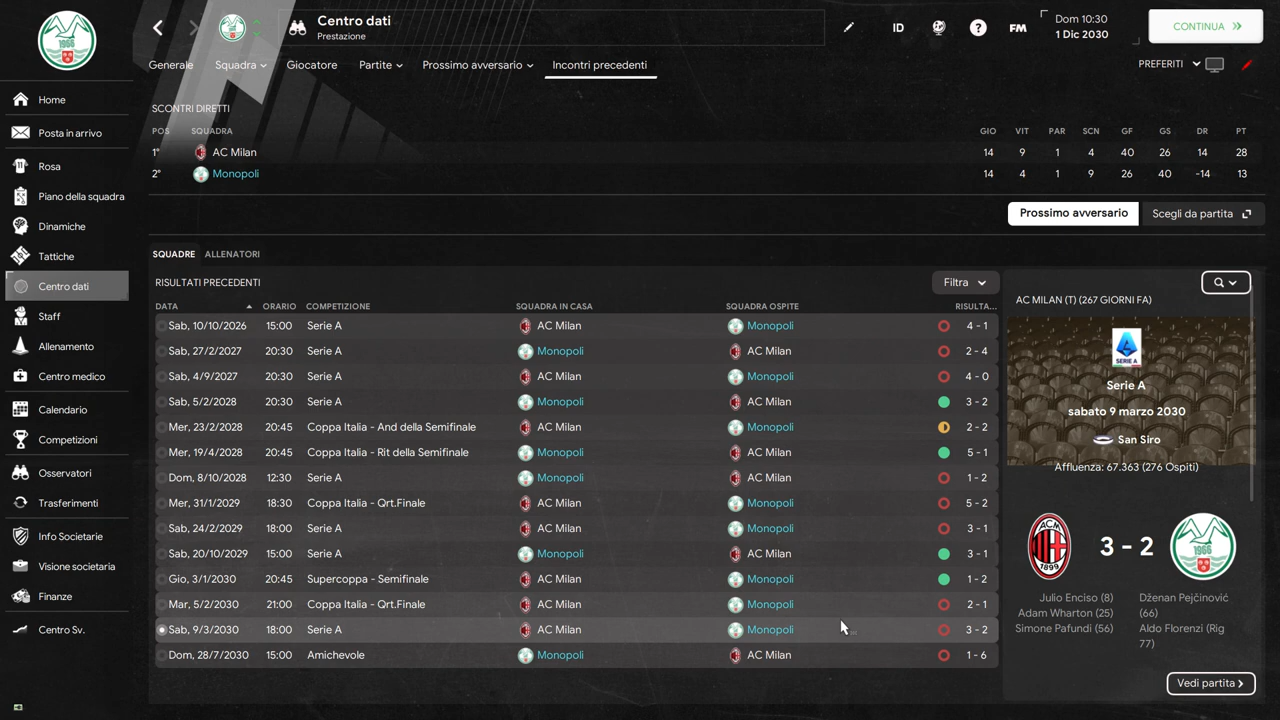 Centro dati
Prestazione
ID
FM
Dom 10:30
1 Dic 2030
CONTINUA
Generale
Squadra
Giocatore
Partite
Prossimo avversario
Incontri precedenti
PREFERITI
Home
Posta in arrivo
Rosa
Piano della squadra
Dinamiche
Tattiche
Centro dati
Staff
Allenamento
Centro medico
Calendario
Competizioni
Osservatori
Trasferimenti
Info Societarie
Visione societaria
Finanze
Centro Sv.
SCONTRI DIRETTI
POS SQUADRA GIO VIT PAR SCN GF GS DR PT
1° AC Milan 14 9 1 4 40 26 14 28
2° Monopoli 14 4 1 9 26 40 -14 13
Prossimo avversario
Scegli da partita
SQUADRE ALLENATORI
RISULTATI PRECEDENTI
Filtra
DATA ORARIO COMPETIZIONE SQUADRA IN CASA SQUADRA OSPITE RISULTA...
Sab, 10/10/2026 15:00 Serie A AC Milan Monopoli 4 - 1
Sab, 27/2/2027 20:30 Serie A Monopoli AC Milan 2 - 4
Sab, 4/9/2027 20:30 Serie A AC Milan Monopoli 4 - 0
Sab, 5/2/2028 20:30 Serie A Monopoli AC Milan 3 - 2
Mer, 23/2/2028 20:45 Coppa Italia - And della Semifinale AC Milan Monopoli 2 - 2
Mer, 19/4/2028 20:45 Coppa Italia - Rit della Semifinale Monopoli AC Milan 5 - 1
Dom, 8/10/2028 12:30 Serie A Monopoli AC Milan 1 - 2
Mer, 31/1/2029 18:30 Coppa Italia - Qrt.Finale AC Milan Monopoli 5 - 2
Sab, 24/2/2029 18:00 Serie A AC Milan Monopoli 3 - 1
Sab, 20/10/2029 15:00 Serie A Monopoli AC Milan 3 - 1
Gio, 3/1/2030 20:45 Supercoppa - Semifinale AC Milan Monopoli 1 - 2
Mar, 5/2/2030 21:00 Coppa Italia - Qrt.Finale AC Milan Monopoli 2 - 1
Sab, 9/3/2030 18:00 Serie A AC Milan Monopoli 3 - 2
Dom, 28/7/2030 15:00 Amichevole Monopoli AC Milan 1 - 6
AC MILAN (T) (267 GIORNI FA)
SERIE A
Serie A
sabato 9 marzo 2030
San Siro
Affluenza: 67.363 (276 Ospiti)
ACM
1899
3 - 2
1966
Julio Enciso (8)
Adam Wharton (25)
Simone Pafundi (56)
Dženan Pejčinović
(66)
Aldo Florenzi (Rig
77)
Vedi partita